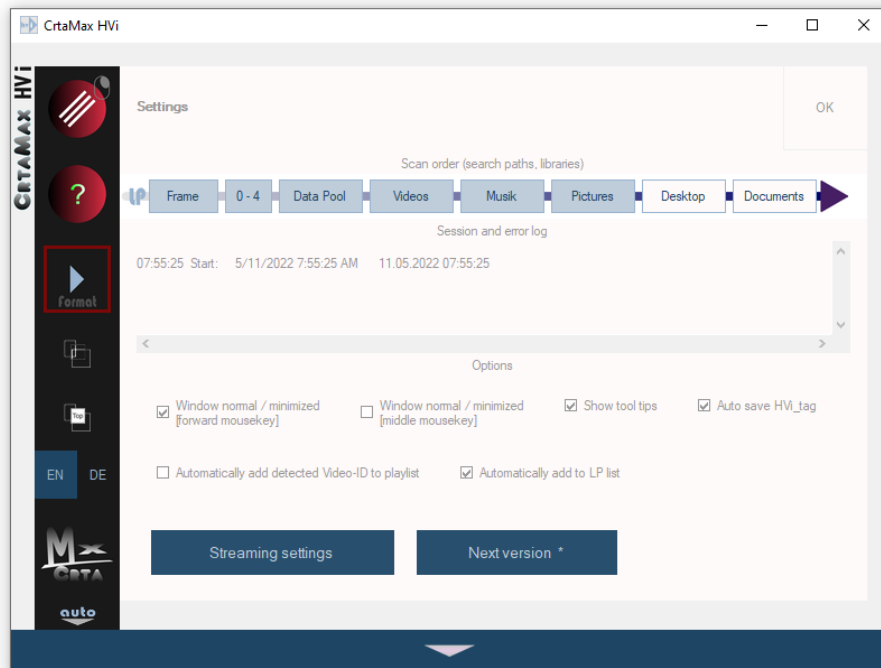 CrtaMax HVi
CRTAMAX HVi
Settings
OK
?
Scan order (search paths, libraries)
LP
Frame
0 - 4
Data Pool
Videos
Musik
Pictures
Desktop
Documents
Session and error log
07:55:25 Start: 5/11/2022 7:55:25 AM 11.05.2022 07:55:25
Format
Options
Top
Window normal / minimized
[forward mousekey]
Window normal / minimized
[middle mousekey]
Show tool tips
Auto save HVi_tag
EN
DE
Automatically add detected Video-ID to playlist
Automatically add to LP list
Mx
CRTA
Streaming settings
Next version *
auto